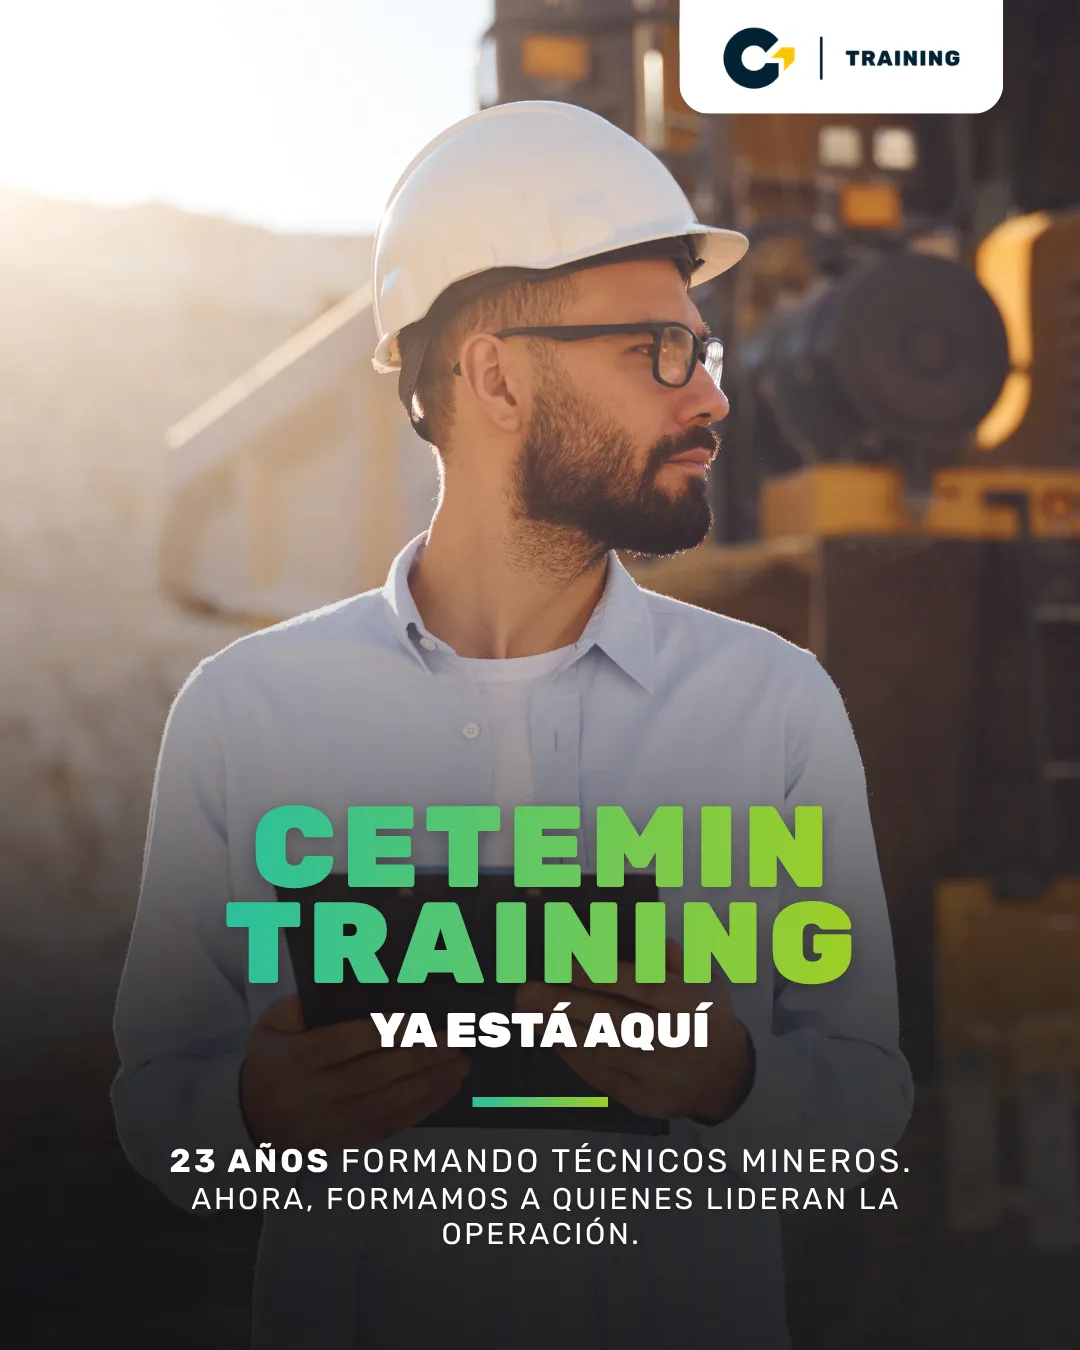 TRAINING
CETEMIN
TRAINING
YA ESTÁ AQUÍ
23 AÑOS FORMANDO TÉCNICOS MINEROS.
AHORA, FORMAMOS A QUIENES LIDERAN LA
OPERACIÓN.